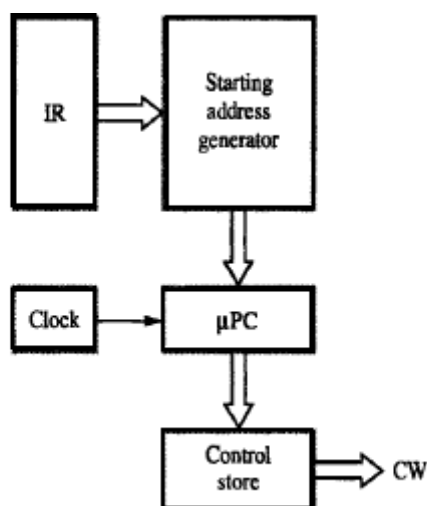 IR
Starting
address
generator
Clock
μPC
Control
store
CW